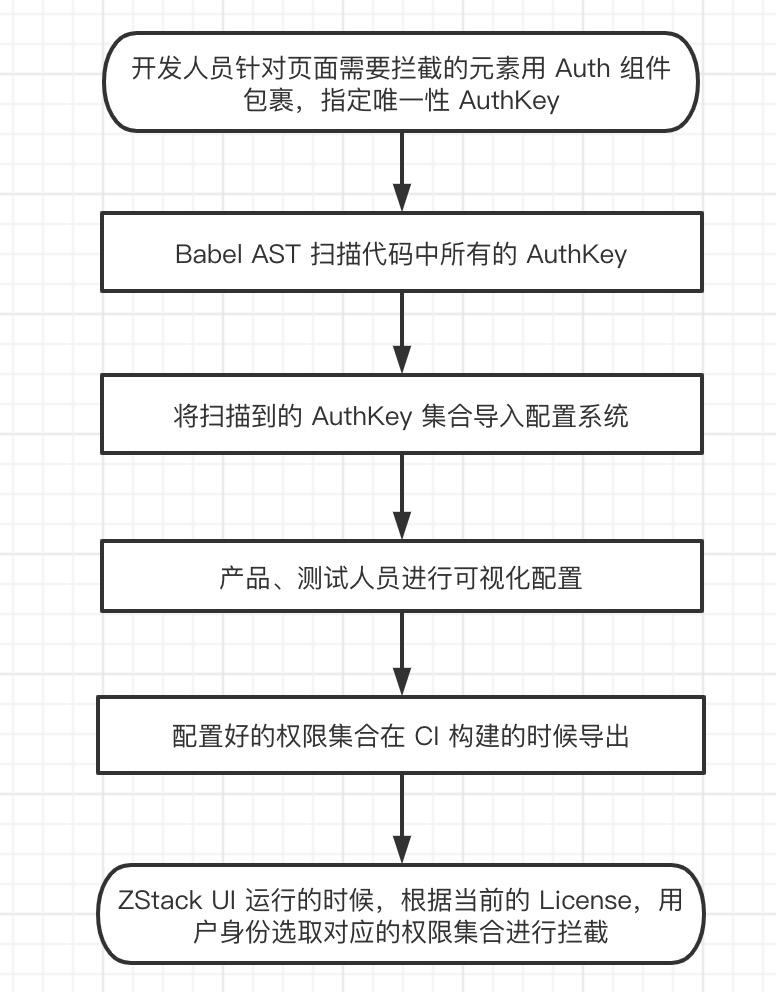 开发人员针对页面需要拦截的元素用 Auth 组件
包裹，指定唯一性 AuthKey
Babel AST 扫描代码中所有的 AuthKey
将扫描到的 AuthKey 集合导入配置系统
产品、测试人员进行可视化配置
配置好的权限集合在 CI 构建的时候导出
ZStack UI 运行的时候，根据当前的 License，用
户身份选取对应的权限集合进行拦截